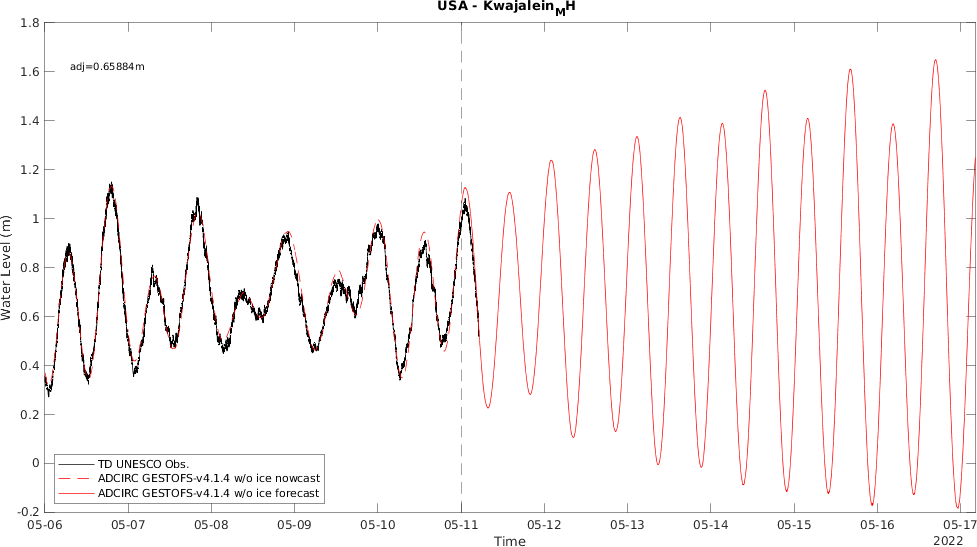 USA - Kwajalein_MH
1.8
adj=0.65884m
1.6
1.4
1.2
1
0.8
0.6
0.4
0.2
0
-0.2
Water Level (m)
TD UNESCO Obs.
ADCIRC GESTOFS-v4.1.4 w/o ice nowcast
ADCIRC GESTOFS-v4.1.4 w/o ice forecast
05-06 05-07 05-08 05-09 05-10 05-11 05-12 05-13 05-14 05-15 05-16 05-17
Time
2022